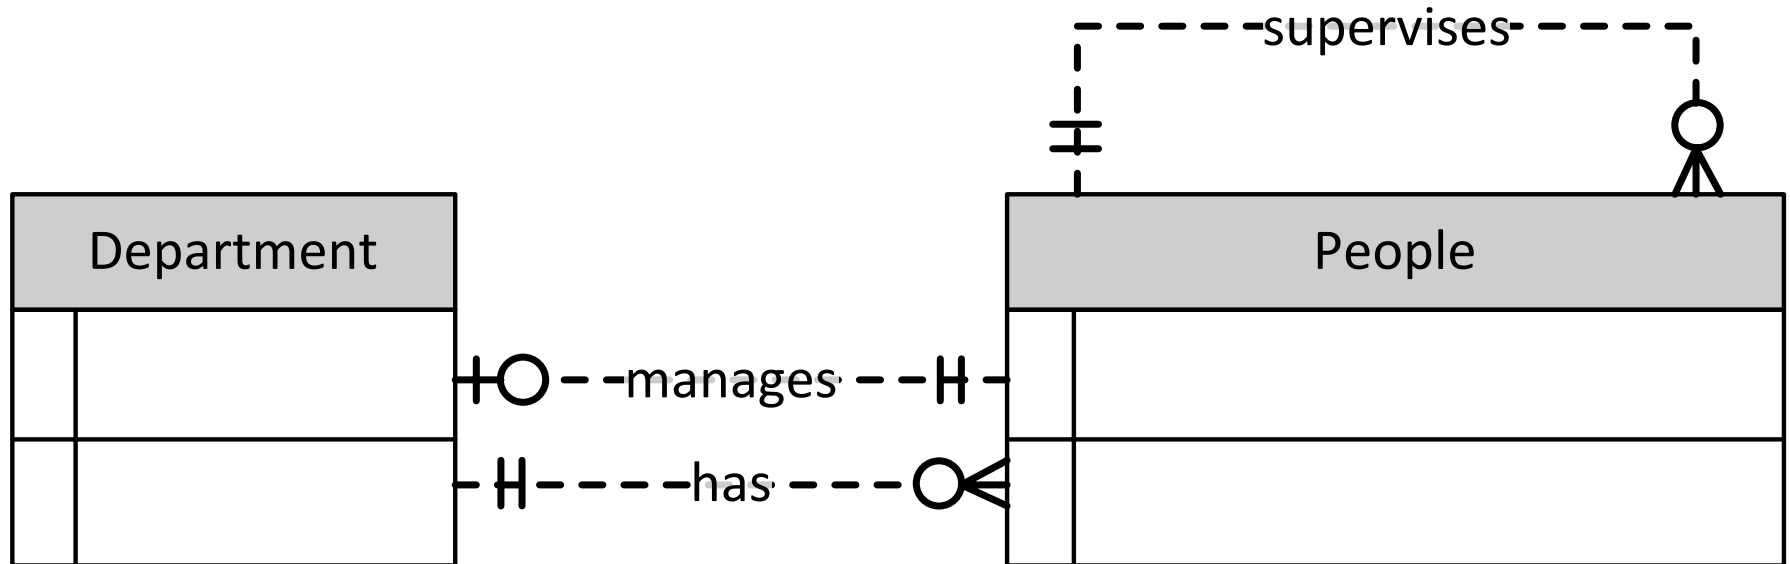 supervises
Department
People
manages
has